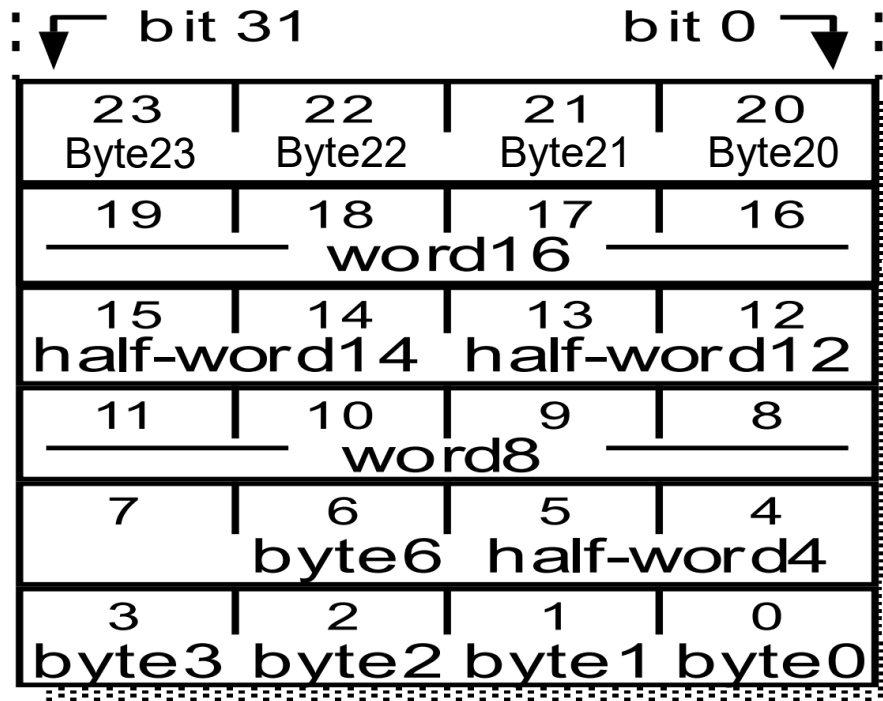 bit 31 bit 0
23 22 21 20
Byte23 Byte22 Byte21 Byte20
19 18 17 16
word16
15 14 13 12
half-word14 half-word12
11 10 9 8
word8
7 6 5 4
byte6 half-word4
3 2 1 0
byte3 byte2 byte1 byte0